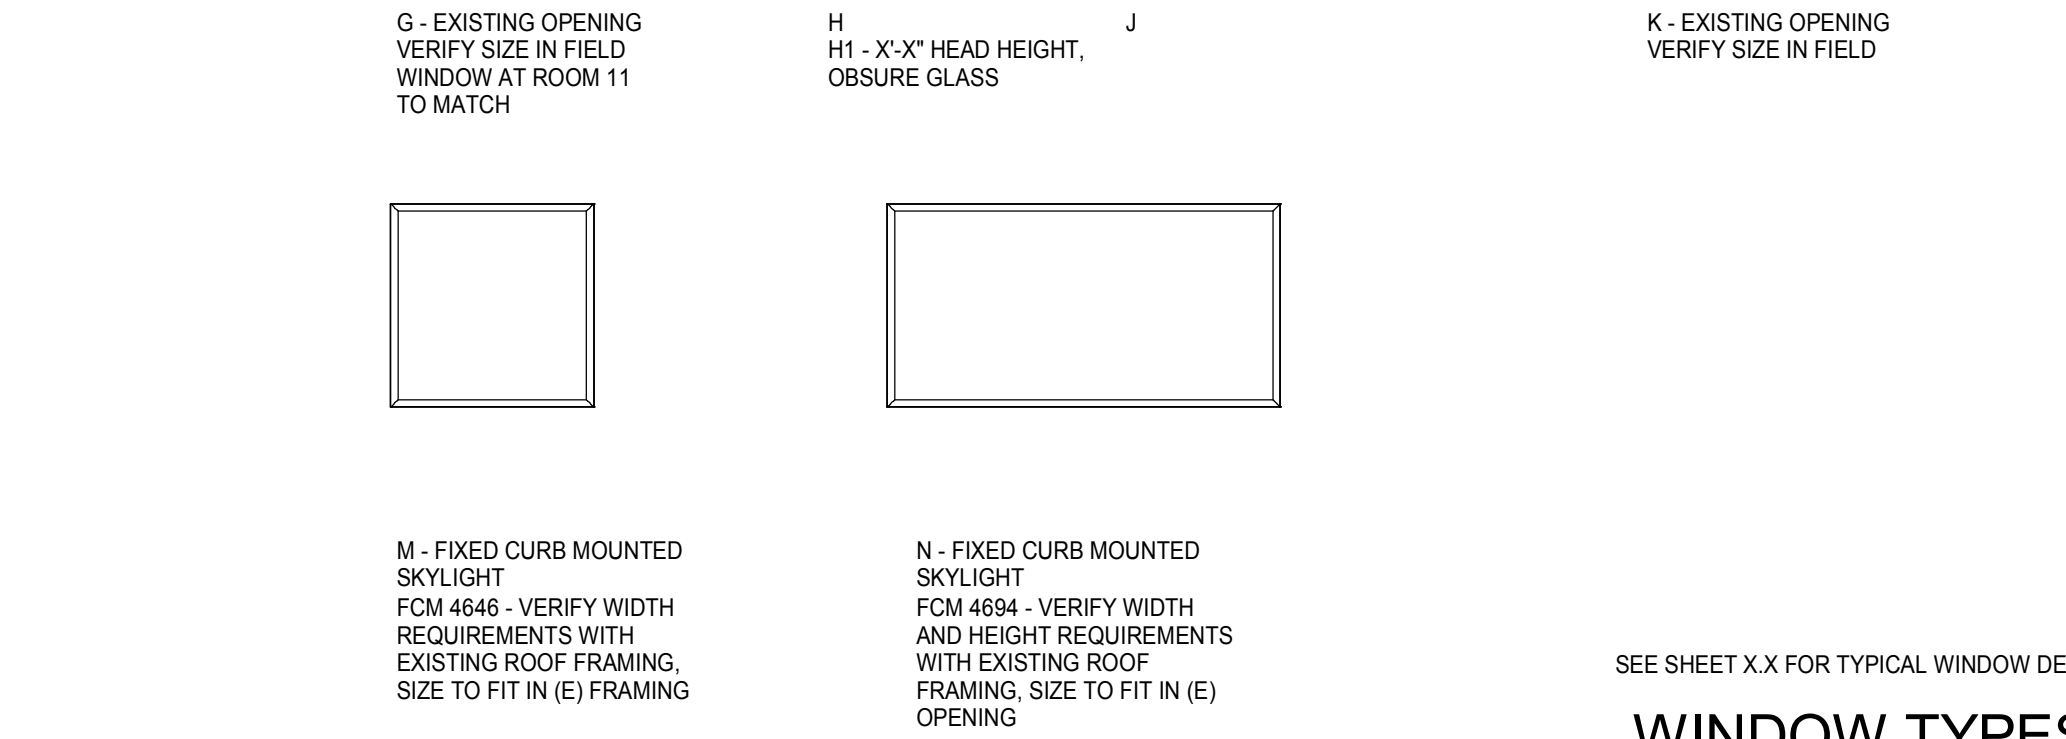 G - EXISTING OPENING
VERIFY SIZE IN FIELD
WINDOW AT ROOM 11
TO MATCH
H
H1 - X'-X" HEAD HEIGHT,
OBSURE GLASS
J
K - EXISTING OPENING
VERIFY SIZE IN FIELD
M - FIXED CURB MOUNTED
SKYLIGHT
FCM 4646 - VERIFY WIDTH
REQUIREMENTS WITH
EXISTING ROOF FRAMING,
SIZE TO FIT IN (E) FRAMING
N - FIXED CURB MOUNTED
SKYLIGHT
FCM 4694 - VERIFY WIDTH
AND HEIGHT REQUIREMENTS
WITH EXISTING ROOF
FRAMING, SIZE TO FIT IN (E)
OPENING
SEE SHEET X.X FOR TYPICAL WINDOW DE
WINDOW TYPES